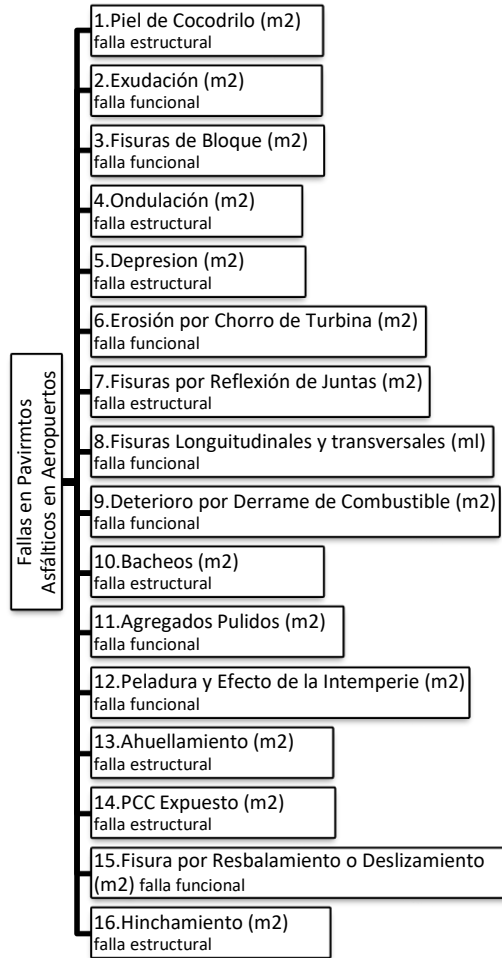 Fallas en Pavirmtos
Asfálticos en Aeropuertos
1.Piel de Cocodrilo (m2)
falla estructural
2.Exudación (m2)
falla funcional
3.Fisuras de Bloque (m2)
falla funcional
4.Ondulación (m2)
falla estructural
5.Depresion (m2)
falla estructural
6.Erosión por Chorro de Turbina (m2)
falla funcional
7.Fisuras por Reflexión de Juntas (m2)
falla estructural
8.Fisuras Longuitudinales y transversales (ml)
falla funcional
9.Deterioro por Derrame de Combustible (m2)
falla funcional
10.Bacheos (m2)
falla estructural
11.Agregados Pulidos (m2)
falla funcional
12.Peladura y Efecto de la Intemperie (m2)
falla funcional
13.Ahuellamiento (m2)
falla estructural
14.PCC Expuesto (m2)
falla estructural
15.Fisura por Resbalamiento o Deslizamiento
(m2) falla funcional
16.Hinchamiento (m2)
falla estructural